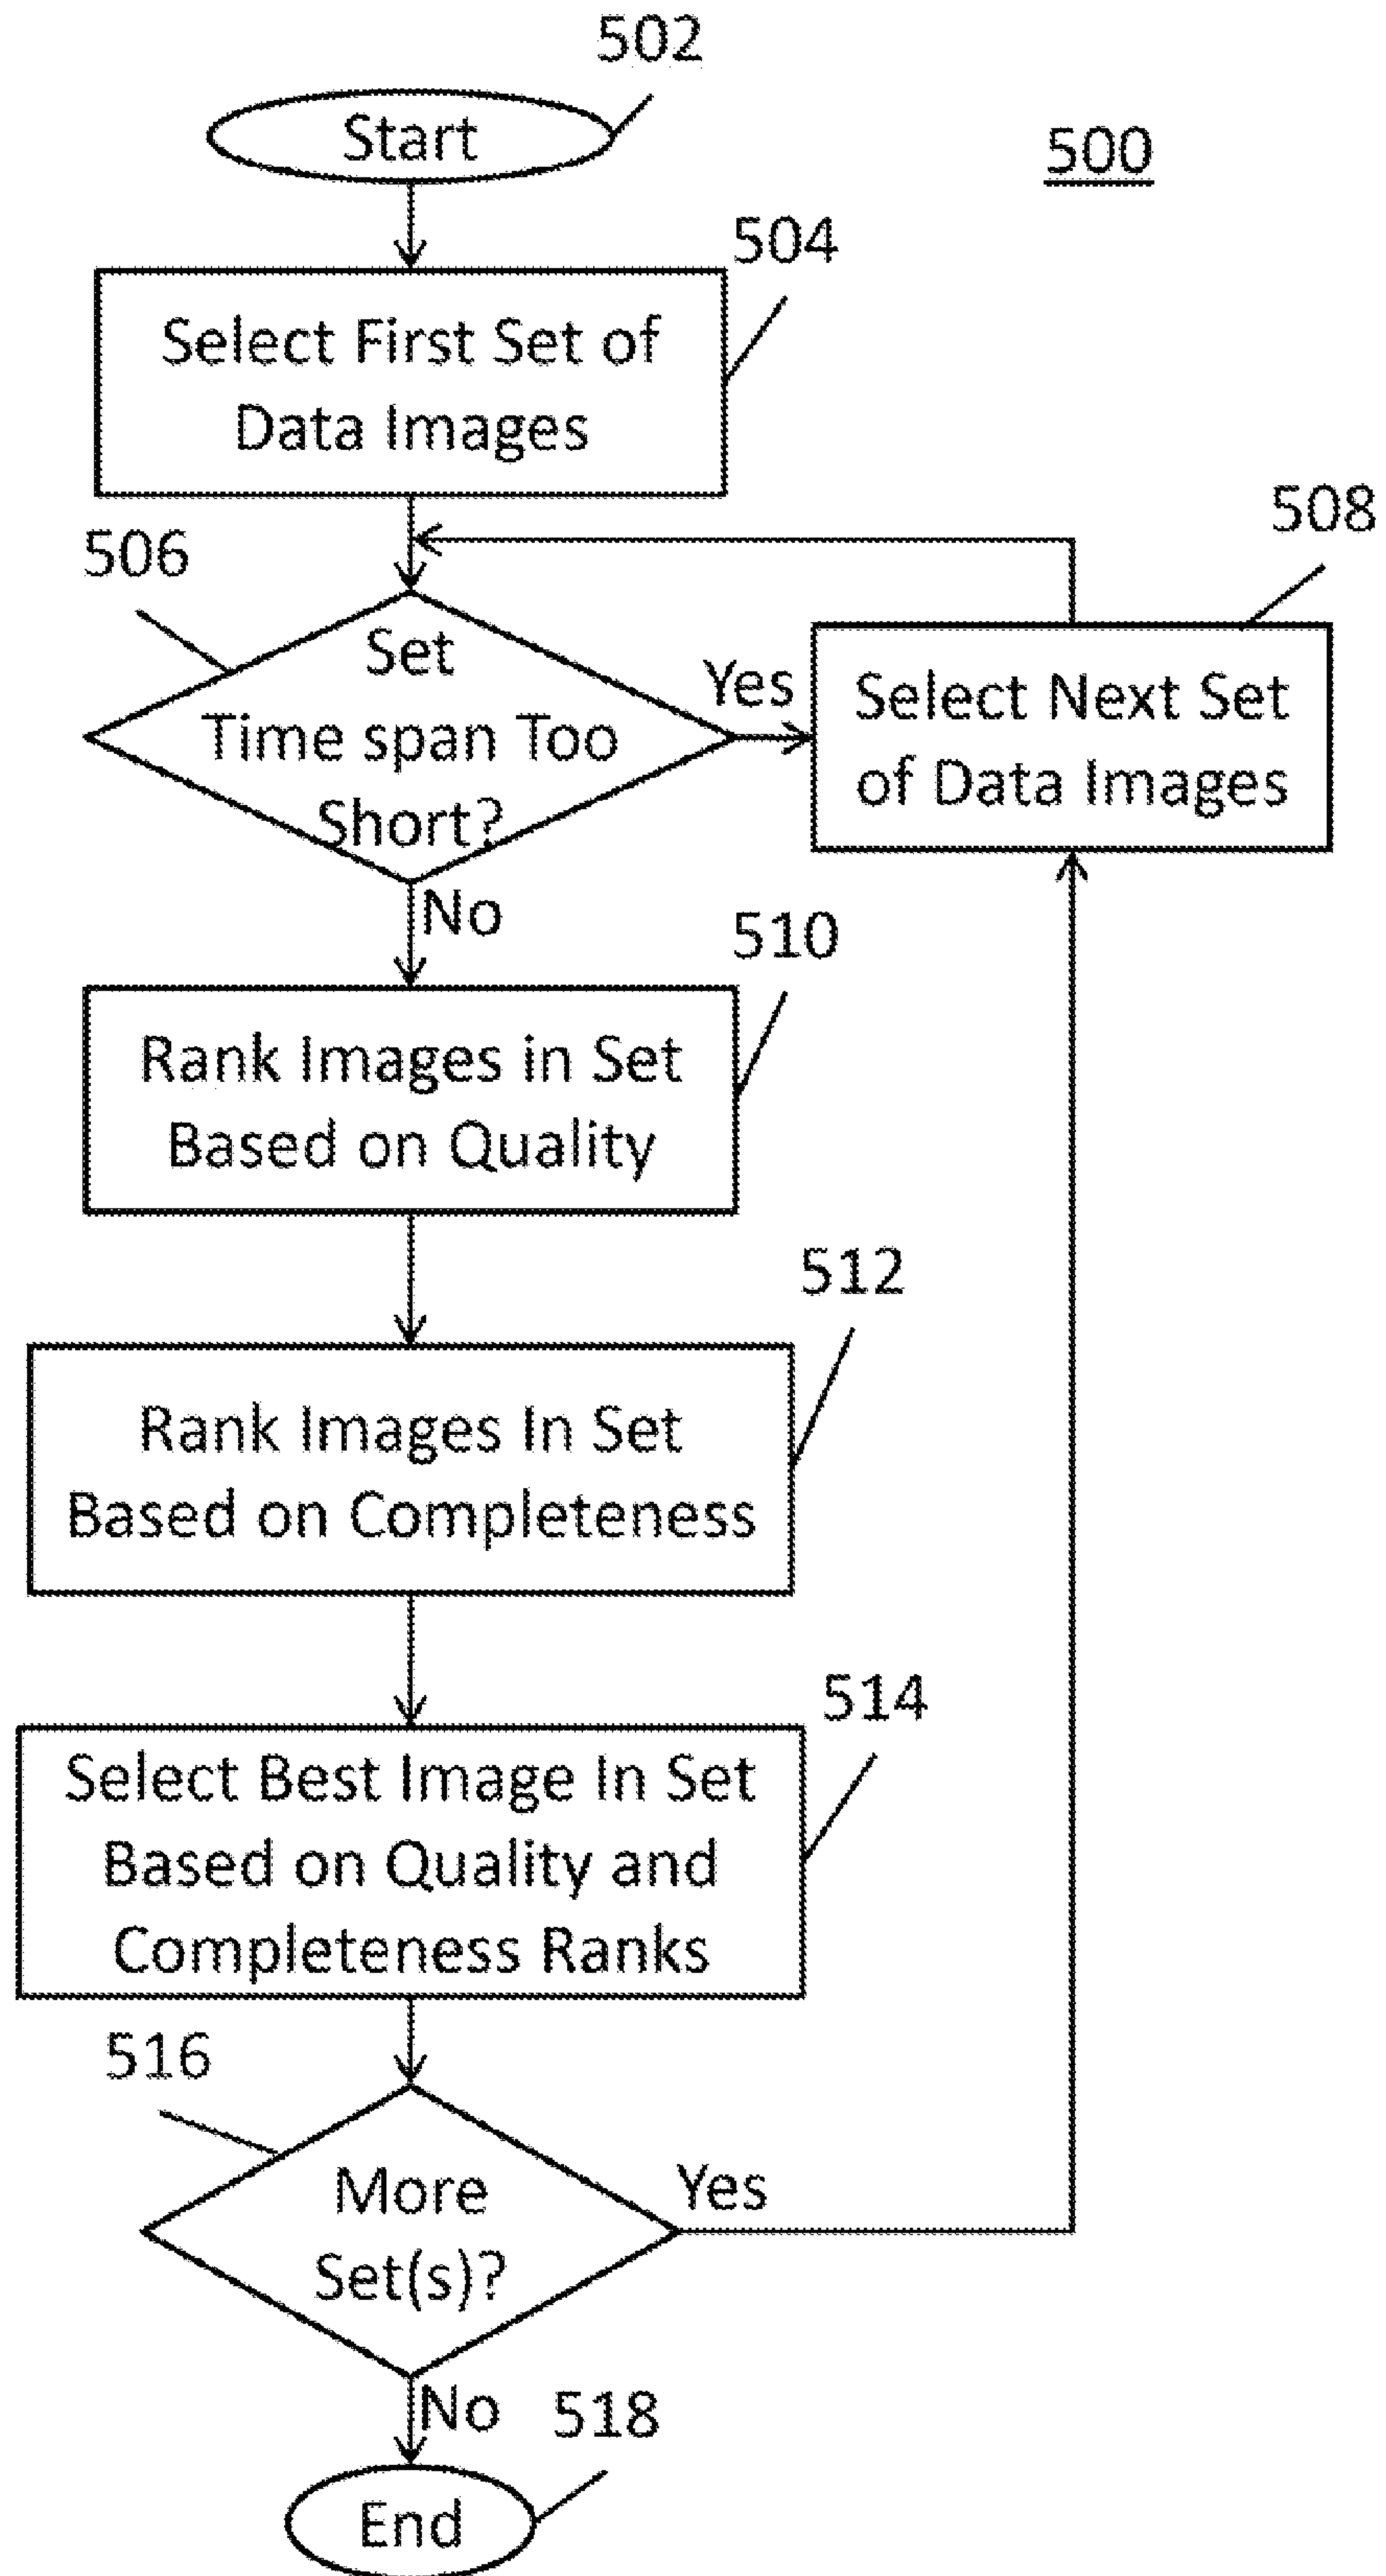 502
Start
500
504
Select First Set of
Data Images
508
506
Set
Time span Too
Short?
Yes
Select Next Set
of Data Images
No
510
Rank Images in Set
Based on Quality
512
Rank Images In Set
Based on Completeness
514
Select Best Image In Set
Based on Quality and
Completeness Ranks
516
More
Set(s)?
Yes
No
518
End